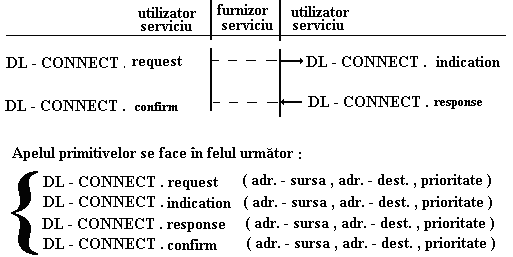 utilizator furnizor utilizator
serviciu serviciu serviciu
DL - CONNECT . request DL - CONNECT . indication
DL - CONNECT . confirm DL - CONNECT . response
Apelul primitivelor se face în felul următor :
DL - CONNECT . request ( adr. - sursa , adr. - dest. , prioritate )
DL - CONNECT . indication ( adr. - sursa , adr. - dest. , prioritate )
DL - CONNECT . response ( adr. - sursa , adr. - dest. , prioritate )
DL - CONNECT . confirm ( adr. - sursa , adr. - dest. , prioritate )